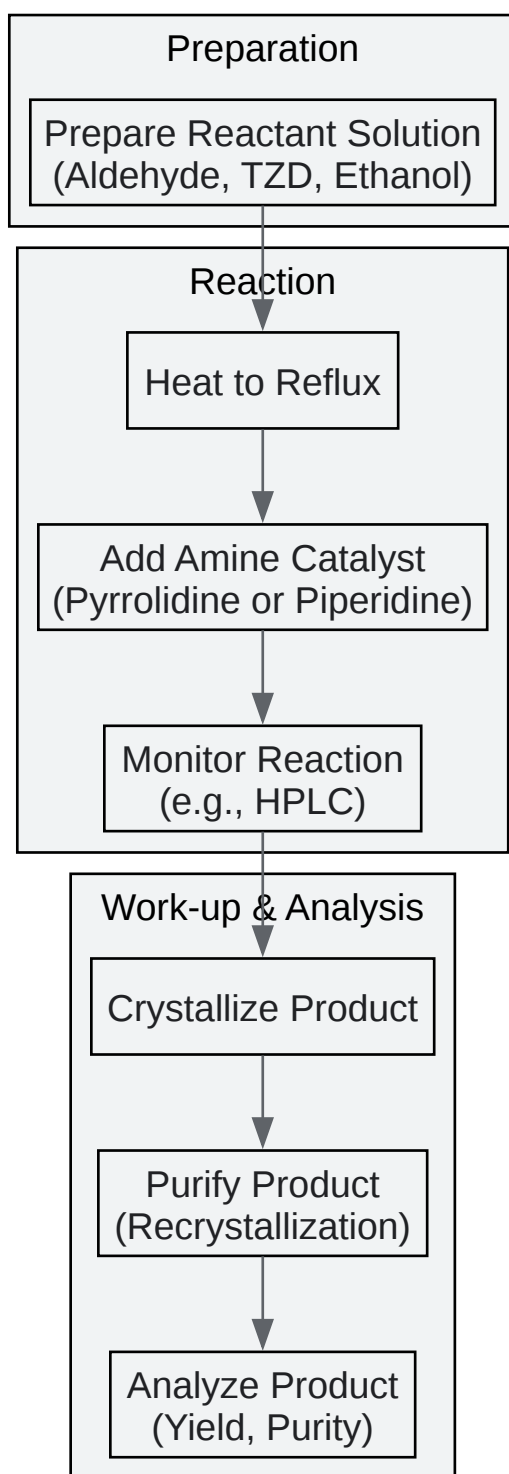 Preparation
Prepare Reactant Solution
(Aldehyde, TZD, Ethanol)
Reaction
Heat to Reflux
Add Amine Catalyst
(Pyrrolidine or Piperidine)
Monitor Reaction
(e.g., HPLC)
Work-up & Analysis
Crystallize Product
Purify Product
(Recrystallization)
Analyze Product
(Yield, Purity)